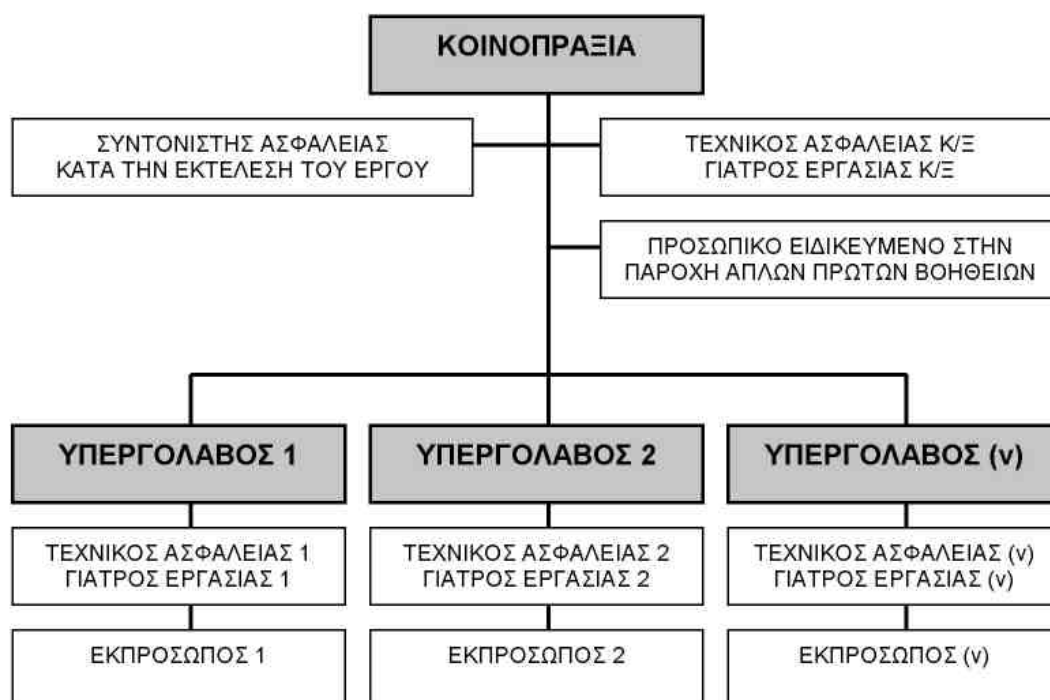 ΚΟΙΝΟΠΡΑΞΙΑ
ΣΥΝΤΟΝΙΣΤΗΣ ΑΣΦΑΛΕΙΑΣ
ΚΑΤΑ ΤΗΝ ΕΚΤΕΛΕΣΗ ΤΟΥ ΕΡΓΟΥ
ΤΕΧΝΙΚΟΣ ΑΣΦΑΛΕΙΑΣ Κ/Ξ
ΓΙΑΤΡΟΣ ΕΡΓΑΣΙΑΣ Κ/Ξ
ΠΡΟΣΩΠΙΚΟ ΕΙΔΙΚΕΥΜΕΝΟ ΣΤΗΝ
ΠΑΡΟΧΗ ΑΠΛΩΝ ΠΡΩΤΩΝ ΒΟΗΘΕΙΩΝ
ΥΠΕΡΓΟΛΑΒΟΣ 1
ΥΠΕΡΓΟΛΑΒΟΣ 2
ΥΠΕΡΓΟΛΑΒΟΣ (ν)
ΤΕΧΝΙΚΟΣ ΑΣΦΑΛΕΙΑΣ 1
ΓΙΑΤΡΟΣ ΕΡΓΑΣΙΑΣ 1
ΤΕΧΝΙΚΟΣ ΑΣΦΑΛΕΙΑΣ 2
ΓΙΑΤΡΟΣ ΕΡΓΑΣΙΑΣ 2
ΤΕΧΝΙΚΟΣ ΑΣΦΑΛΕΙΑΣ (ν)
ΓΙΑΤΡΟΣ ΕΡΓΑΣΙΑΣ (ν)
ΕΚΠΡΟΣΩΠΟΣ 1
ΕΚΠΡΟΣΩΠΟΣ 2
ΕΚΠΡΟΣΩΠΟΣ (ν)